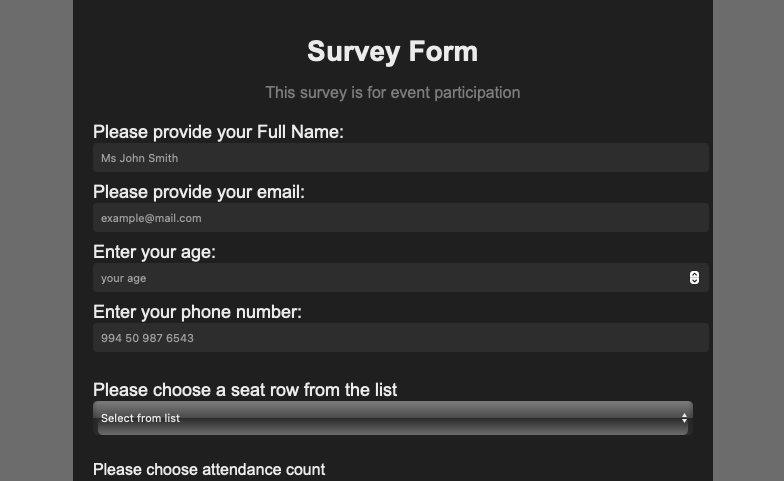 Survey Form
This survey is for event participation
Please provide your Full Name:
Ms John Smith
Please provide your email:
example@mail.com
Enter your age:
your age
Enter your phone number:
994 50 987 6543
Please choose a seat row from the list
Select from list
Please choose attendance count